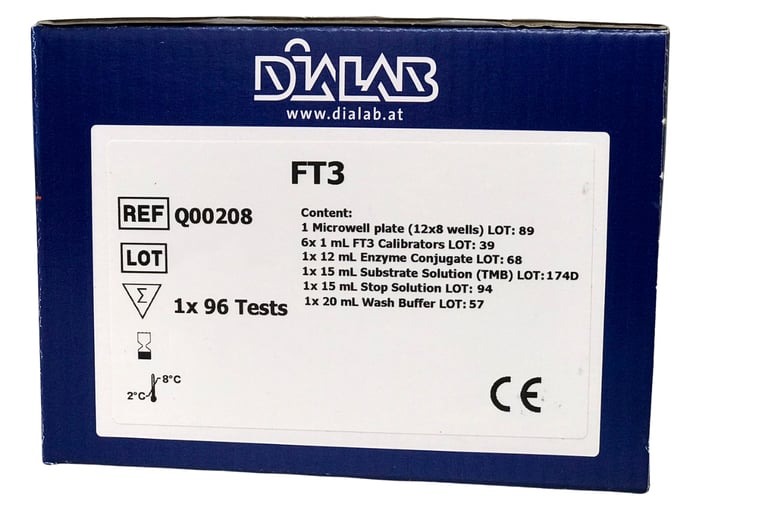 DIALAB
www.dialab.at
FT3
REF Q00208
LOT
Σ 1x 96 Tests
2°C 8°C
Content:
1 Microwell plate (12x8 wells) LOT: 89
6x 1 mL FT3 Calibrators LOT: 39
1x 12 mL Enzyme Conjugate LOT: 68
1x 15 mL Substrate Solution (TMB) LOT:174D
1x 15 mL Stop Solution LOT: 94
1x 20 mL Wash Buffer LOT: 57
CE